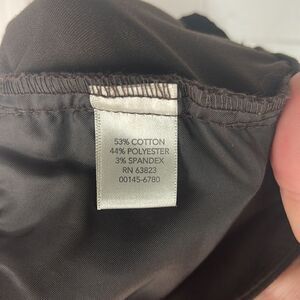 53% COTTON
44% POLYESTER
3% SPANDEX
RN 63823
00145-6780